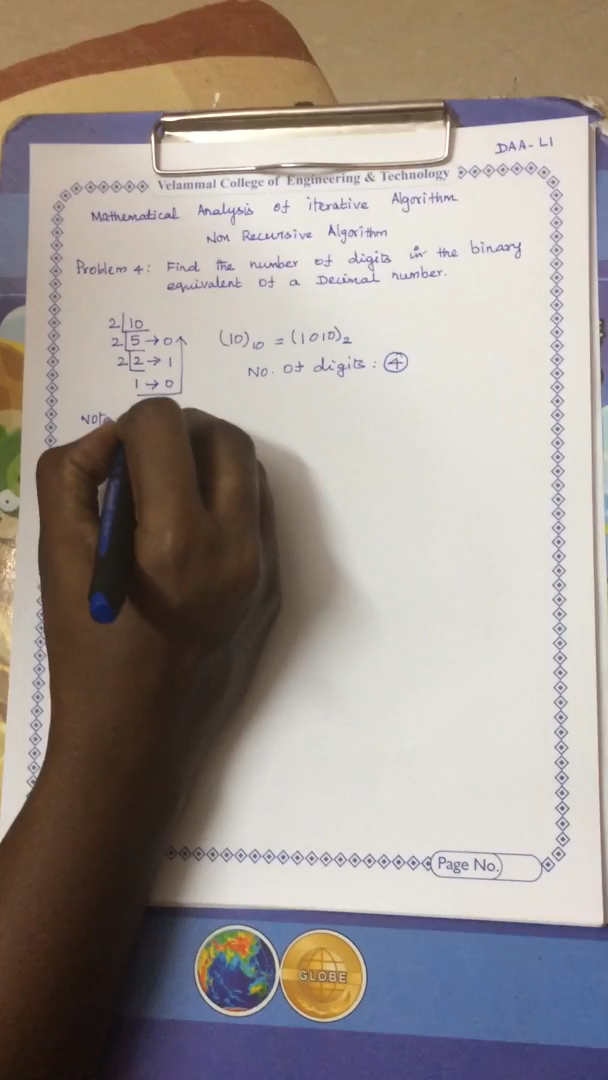 DAA-L1
Velammal College of Engineering & Technology
Mathematical Analysis of iterative Algorithm
Non Recursive Algorithm
Problem 4: Find the number of digits in the binary
equivalent of a Decimal number.
2 10
2 5 → 0 (10)10 = (1010)2
2 2 → 1 No. of digits : 4
1 → 0
Note
Page No.
GLOBE